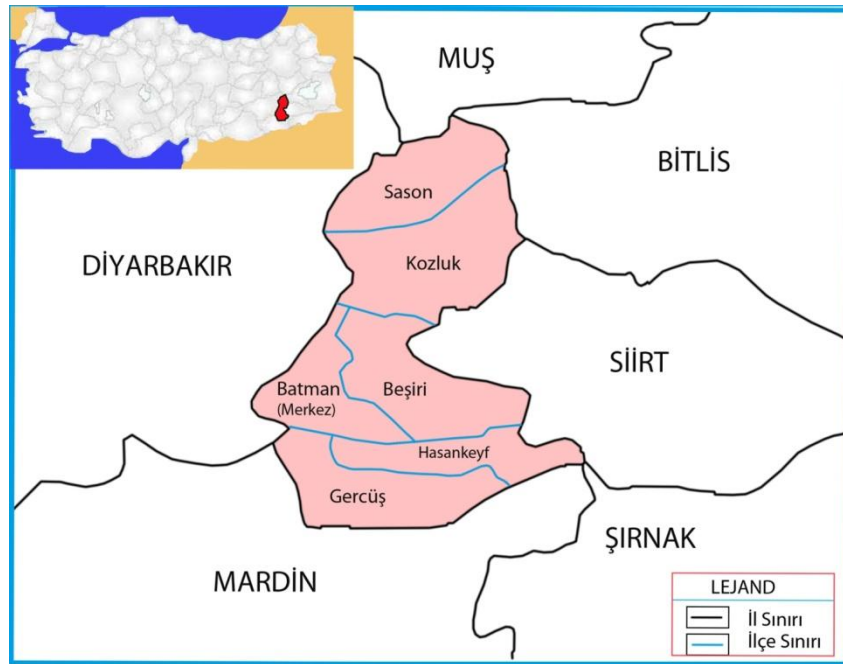 MUŞ
BİTLİS
Sason
DİYARBAKIR
Kozluk
SİİRT
Batman
(Merkez)
Beşiri
Hasankeyf
Gercüş
ŞIRNAK
MARDİN
LEJAND
İl Sınırı
İlçe Sınırı